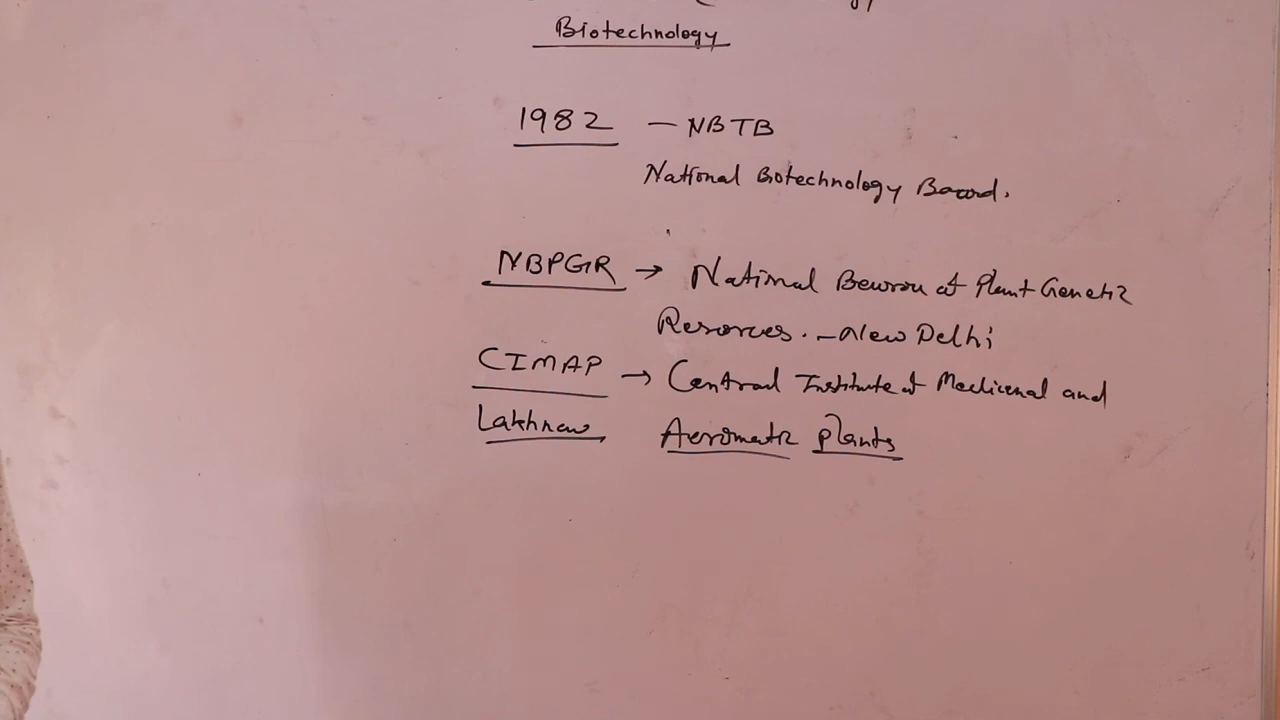 Biotechnology
1982 — NBTB
National Biotechnology Board.
NBPGR → National Bewrou of Plant Genetic
Resorces. - New Delhi
CIMAP → Central Institute of Medicinal and
Lakhnaw Aeromatic plants